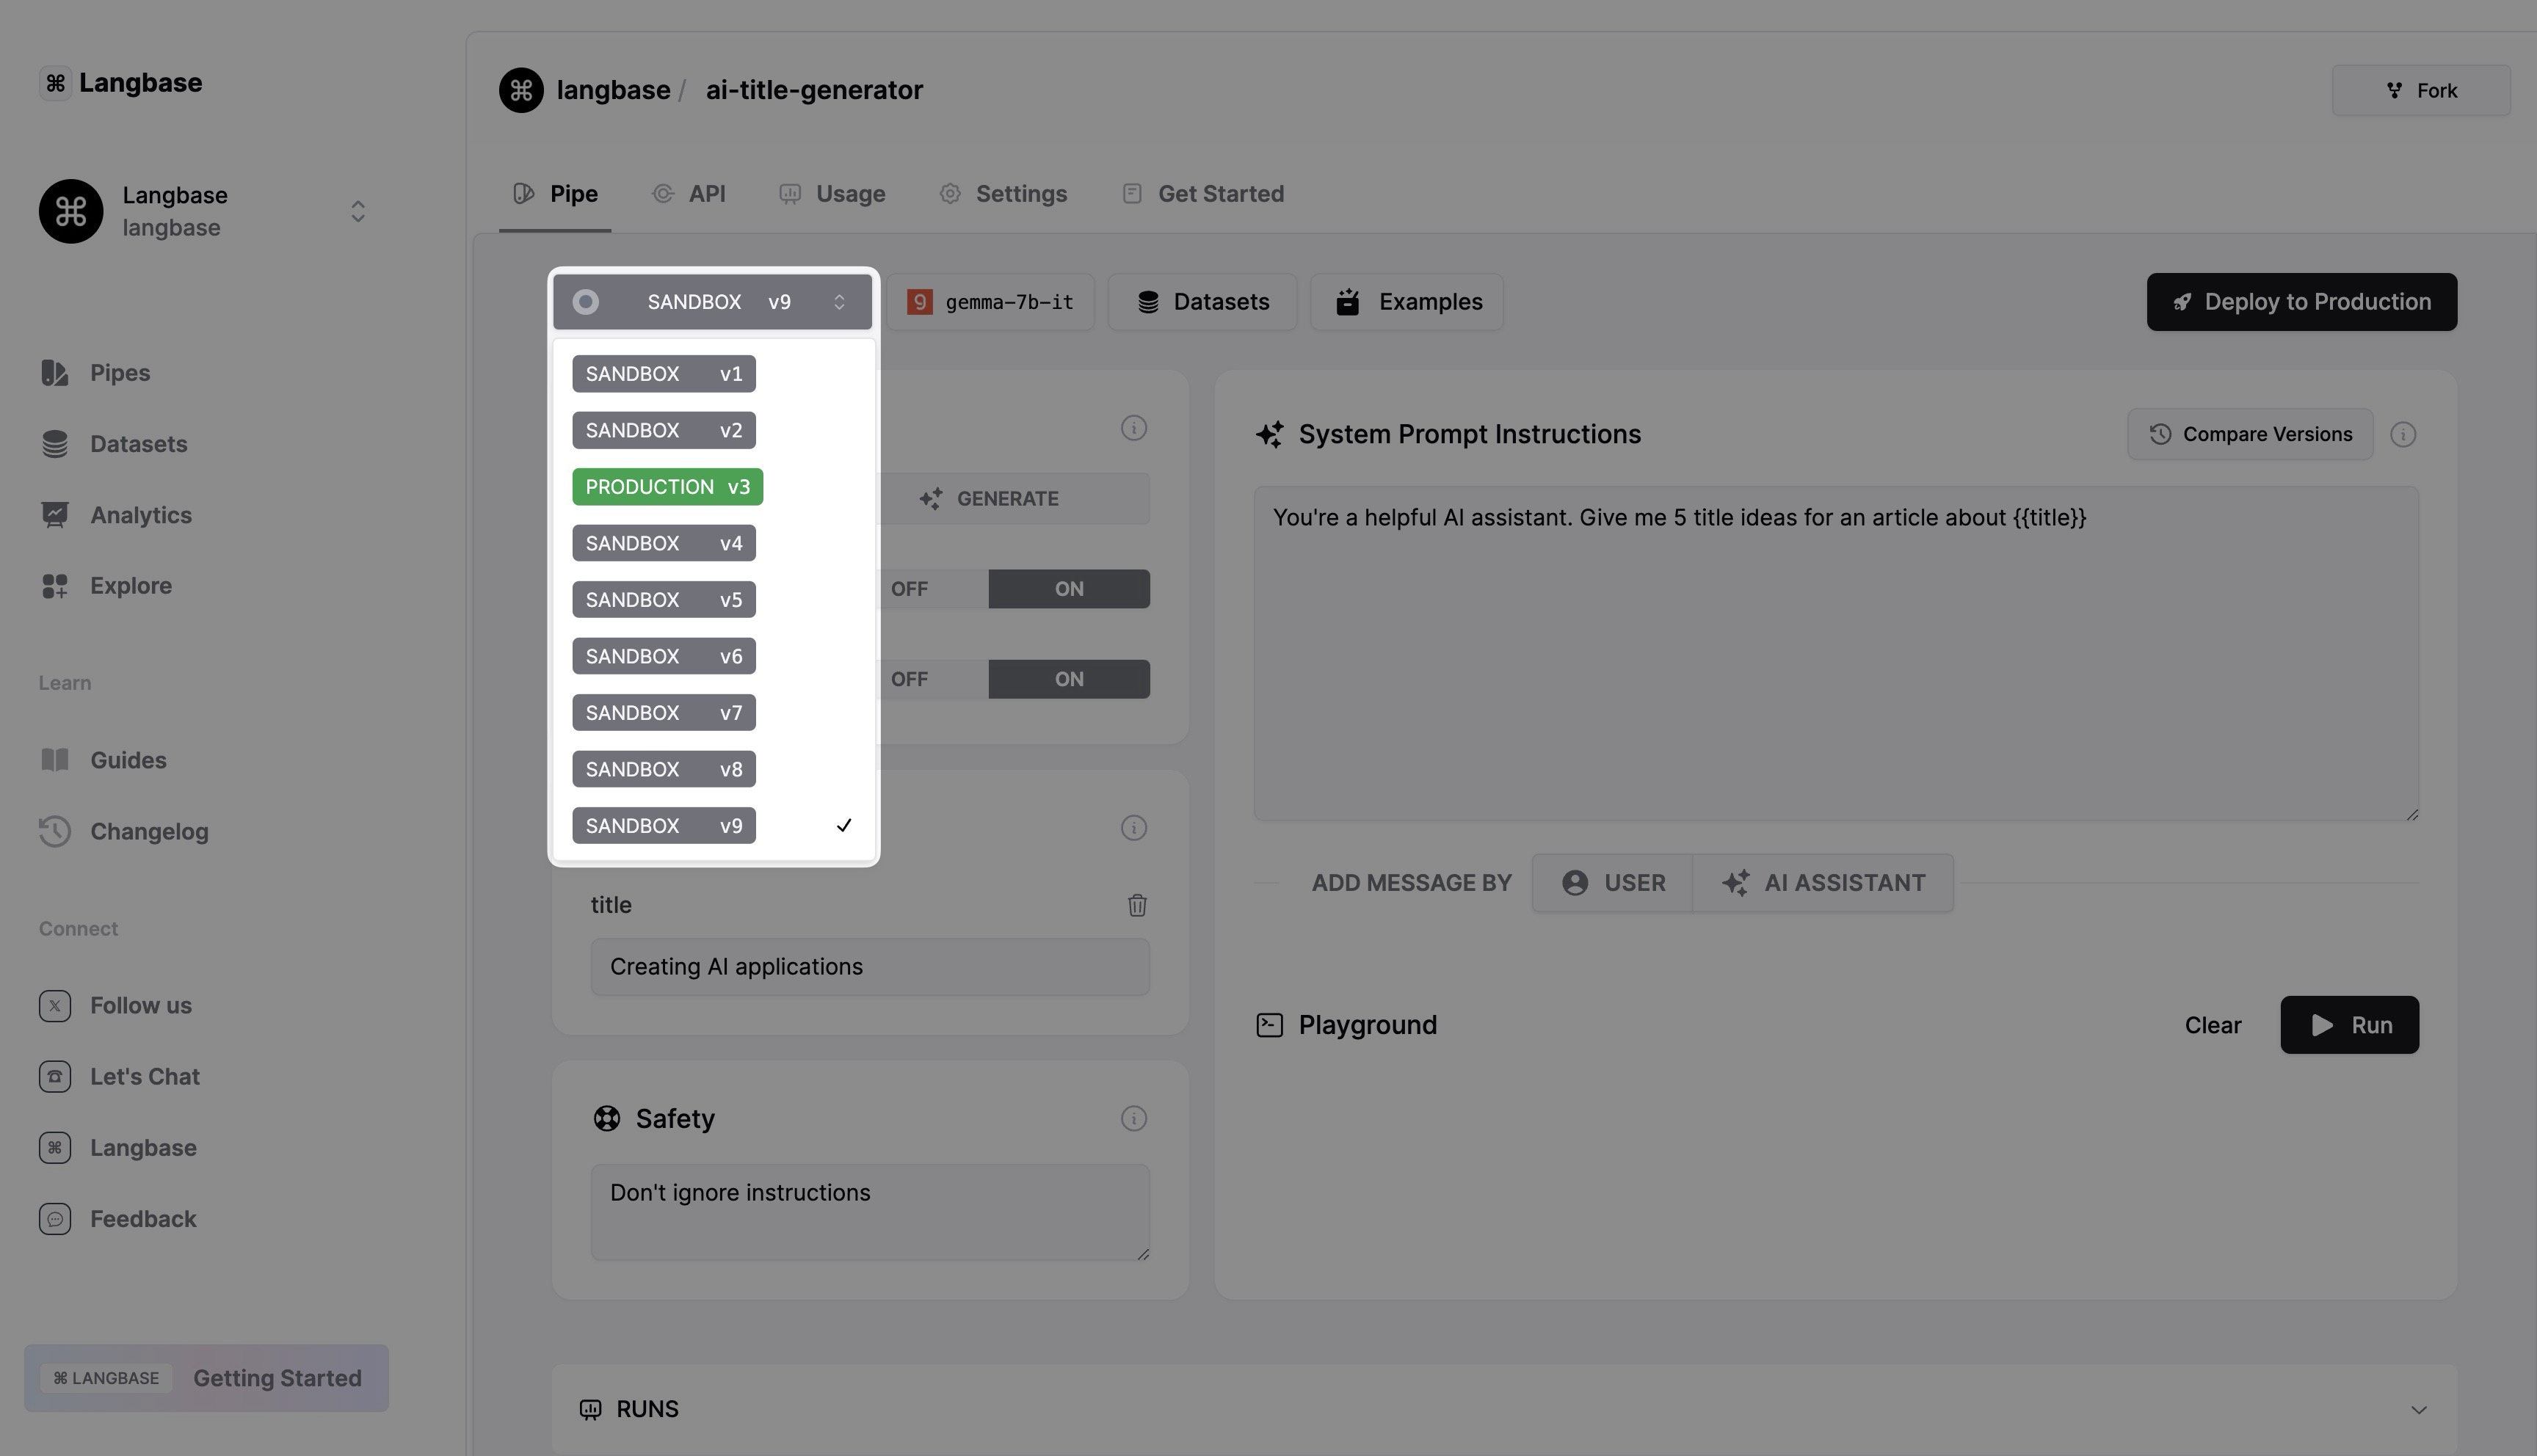 ⌘ Langbase
Langbase
langbase
Pipes
Datasets
Analytics
Explore
Learn
Guides
Changelog
Connect
Follow us
Let's Chat
Langbase
Feedback
⌘ LANGBASE Getting Started
langbase / ai-title-generator
Fork
Pipe API Usage Settings Get Started
SANDBOX v9
gemma-7b-it
Datasets
Examples
Deploy to Production
SANDBOX v1
SANDBOX v2
PRODUCTION v3
SANDBOX v4
SANDBOX v5
SANDBOX v6
SANDBOX v7
SANDBOX v8
SANDBOX v9
GENERATE
OFF ON
OFF ON
title
Creating AI applications
Safety
Don't ignore instructions
System Prompt Instructions
Compare Versions
You're a helpful AI assistant. Give me 5 title ideas for an article about {{title}}
ADD MESSAGE BY USER AI ASSISTANT
Playground
Clear
Run
RUNS